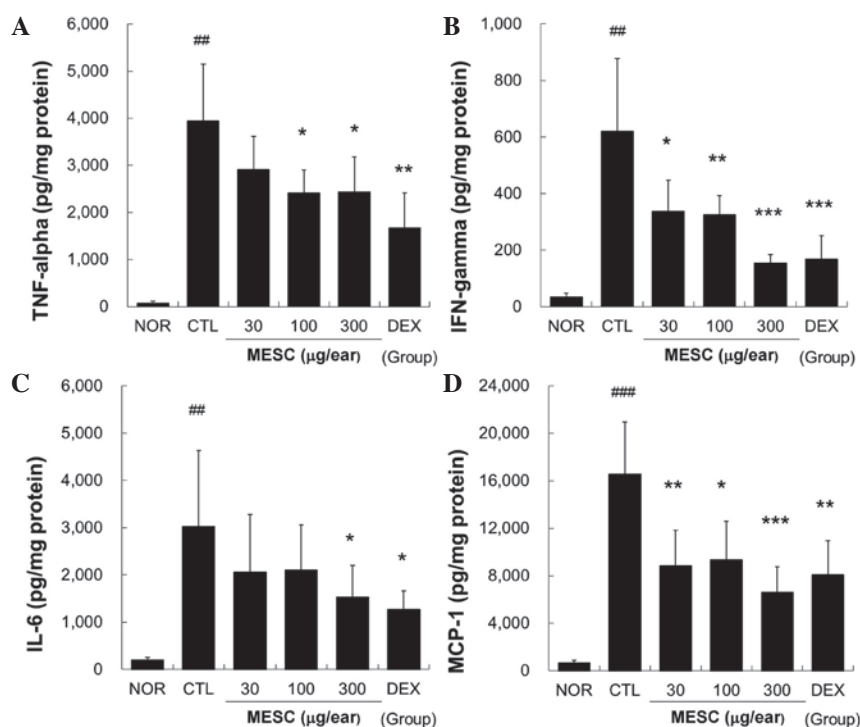 A
TNF-alpha (pg/mg protein)
6,000
5,000
4,000
3,000
2,000
1,000
0
##
*
*
**
NOR CTL 30 100 300 DEX
MESC (µg/ear) (Group)
B
IFN-gamma (pg/mg protein)
1,000
800
600
400
200
0
##
*
**
***
***
NOR CTL 30 100 300 DEX
MESC (µg/ear) (Group)
C
IL-6 (pg/mg protein)
6,000
5,000
4,000
3,000
2,000
1,000
0
##
*
*
NOR CTL 30 100 300 DEX
MESC (µg/ear) (Group)
D
MCP-1 (pg/mg protein)
24,000
20,000
16,000
12,000
8,000
4,000
0
###
**
*
***
**
NOR CTL 30 100 300 DEX
MESC (µg/ear) (Group)